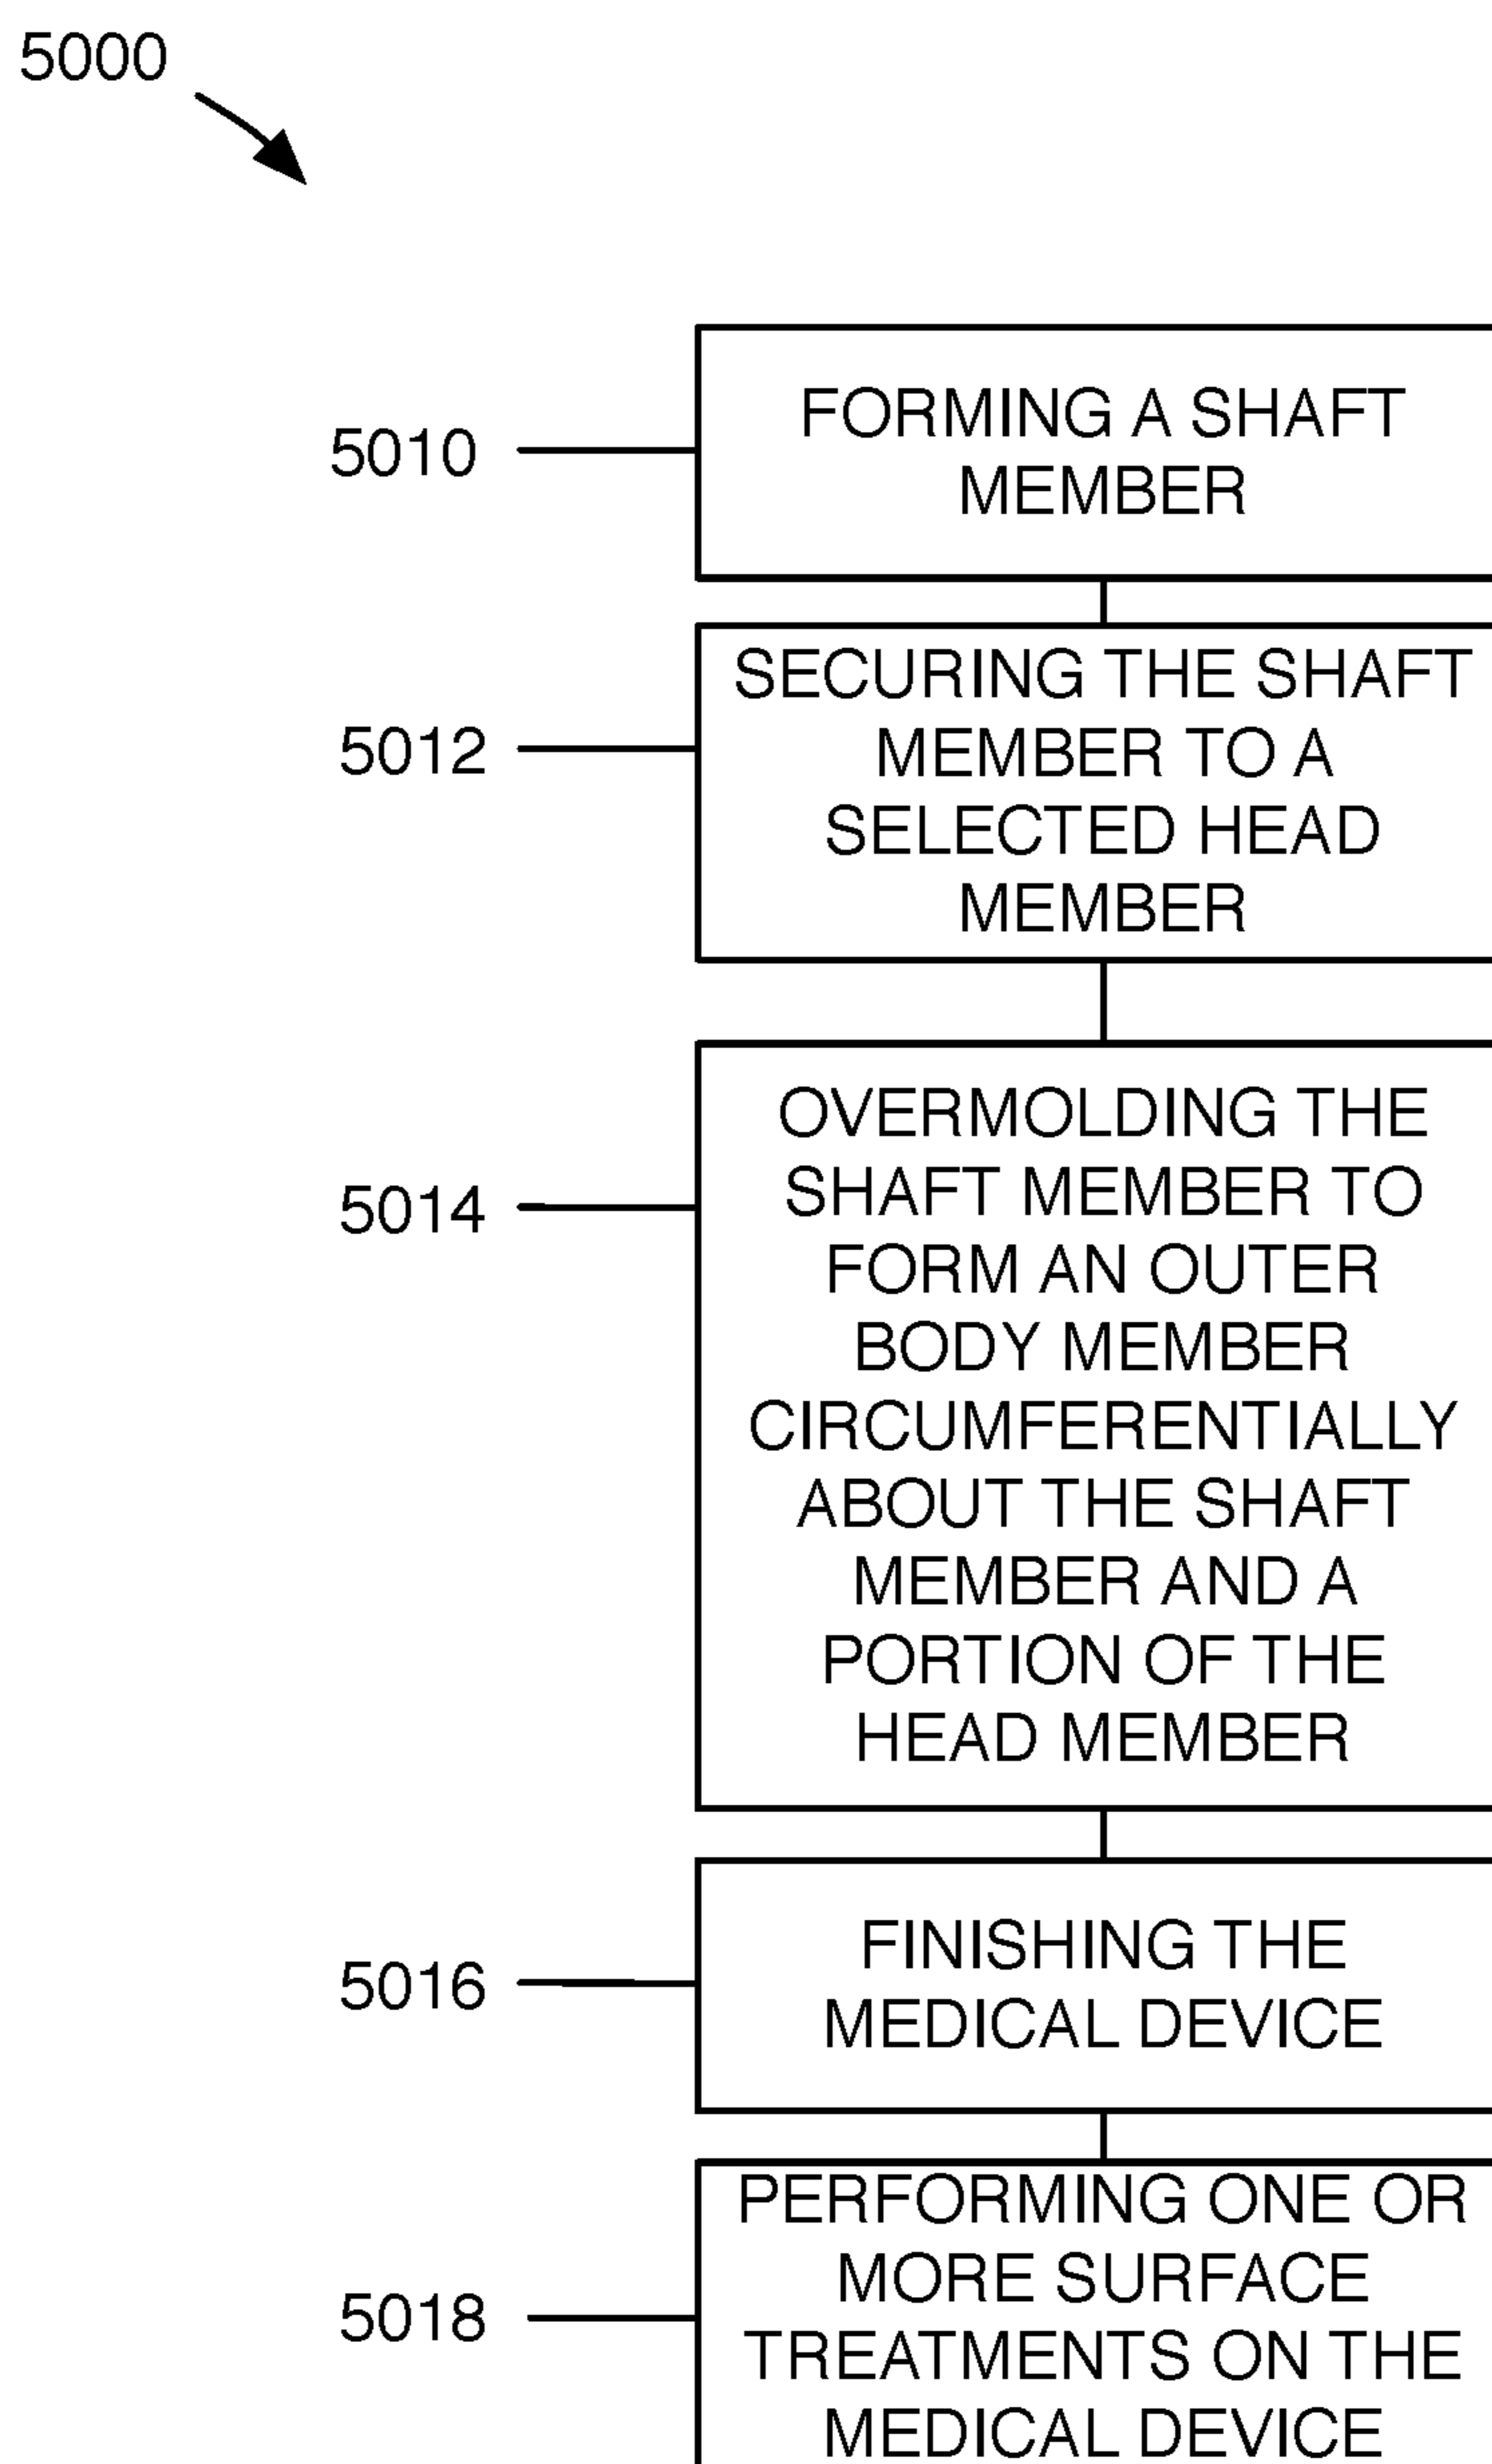 5000
5010
FORMING A SHAFT
MEMBER
5012
SECURING THE SHAFT
MEMBER TO A
SELECTED HEAD
MEMBER
5014
OVERMOLDING THE
SHAFT MEMBER TO
FORM AN OUTER
BODY MEMBER
CIRCUMFERENTIALLY
ABOUT THE SHAFT
MEMBER AND A
PORTION OF THE
HEAD MEMBER
5016
FINISHING THE
MEDICAL DEVICE
5018
PERFORMING ONE OR
MORE SURFACE
TREATMENTS ON THE
MEDICAL DEVICE